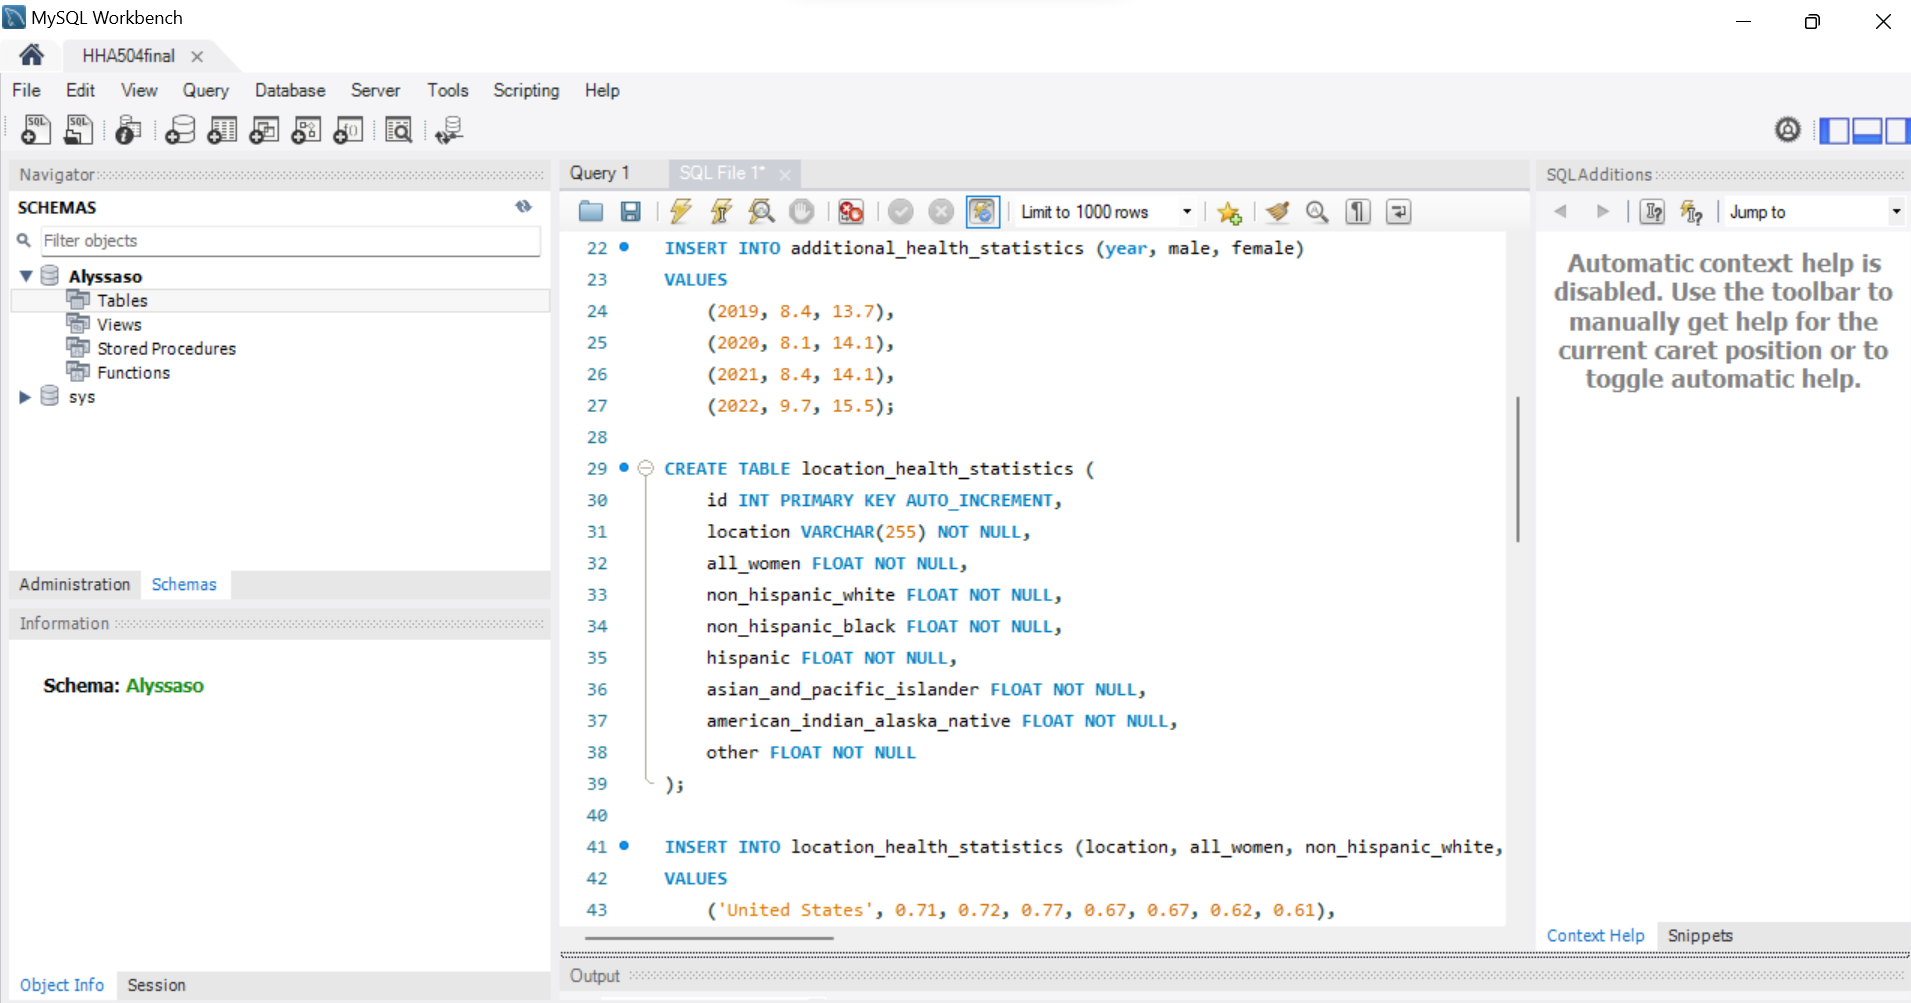 MySQL Workbench
HHA504final
File Edit View Query Database Server Tools Scripting Help
Navigator
SCHEMAS
Filter objects
Alyssaso
Tables
Views
Stored Procedures
Functions
sys
Administration Schemas
Information
Schema: Alyssaso
Object Info Session
Query 1 SQL File 1*
Limit to 1000 rows
22 INSERT INTO additional_health_statistics (year, male, female)
23 VALUES
24 (2019, 8.4, 13.7),
25 (2020, 8.1, 14.1),
26 (2021, 8.4, 14.1),
27 (2022, 9.7, 15.5);
28
29 CREATE TABLE location_health_statistics (
30 id INT PRIMARY KEY AUTO_INCREMENT,
31 location VARCHAR(255) NOT NULL,
32 all_women FLOAT NOT NULL,
33 non_hispanic_white FLOAT NOT NULL,
34 non_hispanic_black FLOAT NOT NULL,
35 hispanic FLOAT NOT NULL,
36 asian_and_pacific_islander FLOAT NOT NULL,
37 american_indian_alaska_native FLOAT NOT NULL,
38 other FLOAT NOT NULL
39 );
40
41 INSERT INTO location_health_statistics (location, all_women, non_hispanic_white,
42 VALUES
43 ('United States', 0.71, 0.72, 0.77, 0.67, 0.67, 0.62, 0.61),
Output
SQLAdditions
Jump to
Automatic context help is
disabled. Use the toolbar to
manually get help for the
current caret position or to
toggle automatic help.
Context Help Snippets